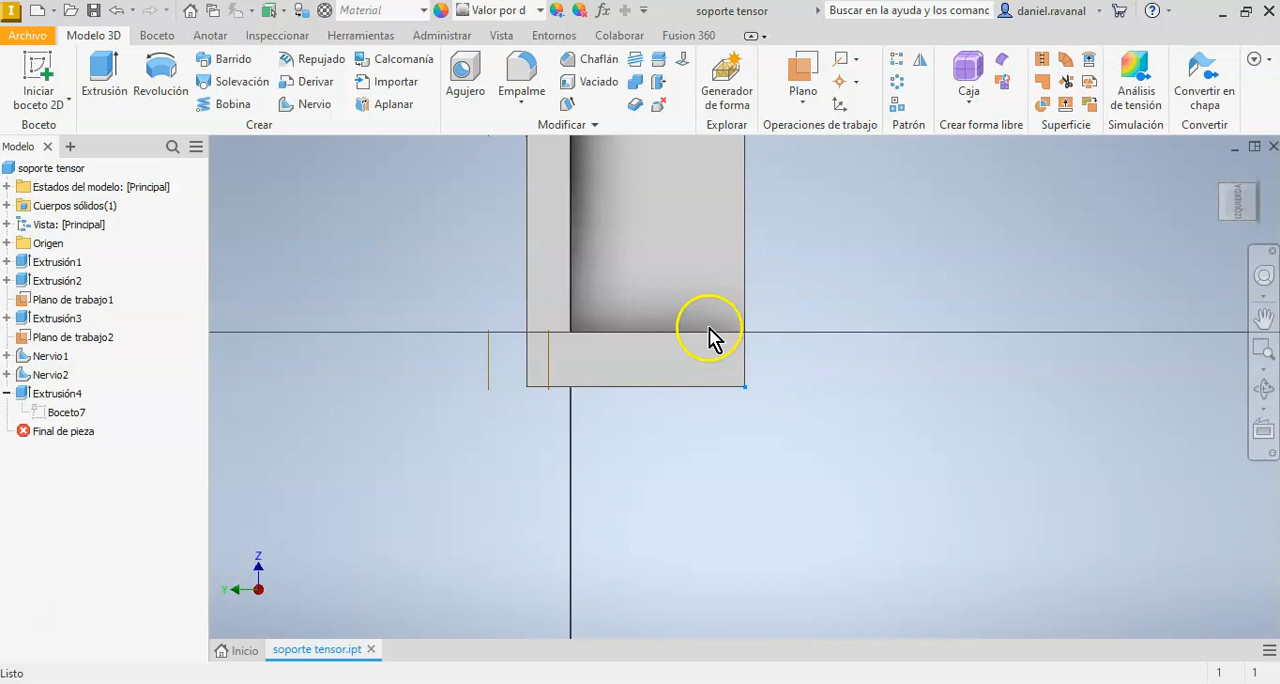 Material
Valor por d
fx
soporte tensor
Buscar en la ayuda y los comanc
daniel.ravanal
Archivo
Modelo 3D
Boceto
Anotar
Inspeccionar
Herramientas
Administrar
Vista
Entornos
Colaborar
Fusion 360
Iniciar
boceto 2D
Extrusión
Revolución
Barrido
Solevación
Bobina
Repujado
Derivar
Nervio
Calcomanía
Importar
Aplanar
Agujero
Empalme
Chaflán
Vaciado
Generador
de forma
Plano
Caja
Análisis
de tensión
Convertir en
chapa
Boceto
Crear
Modificar
Explorar
Operaciones de trabajo
Patrón
Crear forma libre
Superficie
Simulación
Convertir
Modelo
soporte tensor
Estados del modelo: [Principal]
Cuerpos sólidos(1)
Vista: [Principal]
Origen
Extrusión1
Extrusión2
Plano de trabajo1
Extrusión3
Plano de trabajo2
Nervio1
Nervio2
Extrusión4
Boceto7
Final de pieza
IZQUIERDA
Z
Y
Inicio
soporte tensor.ipt
Listo
1
1